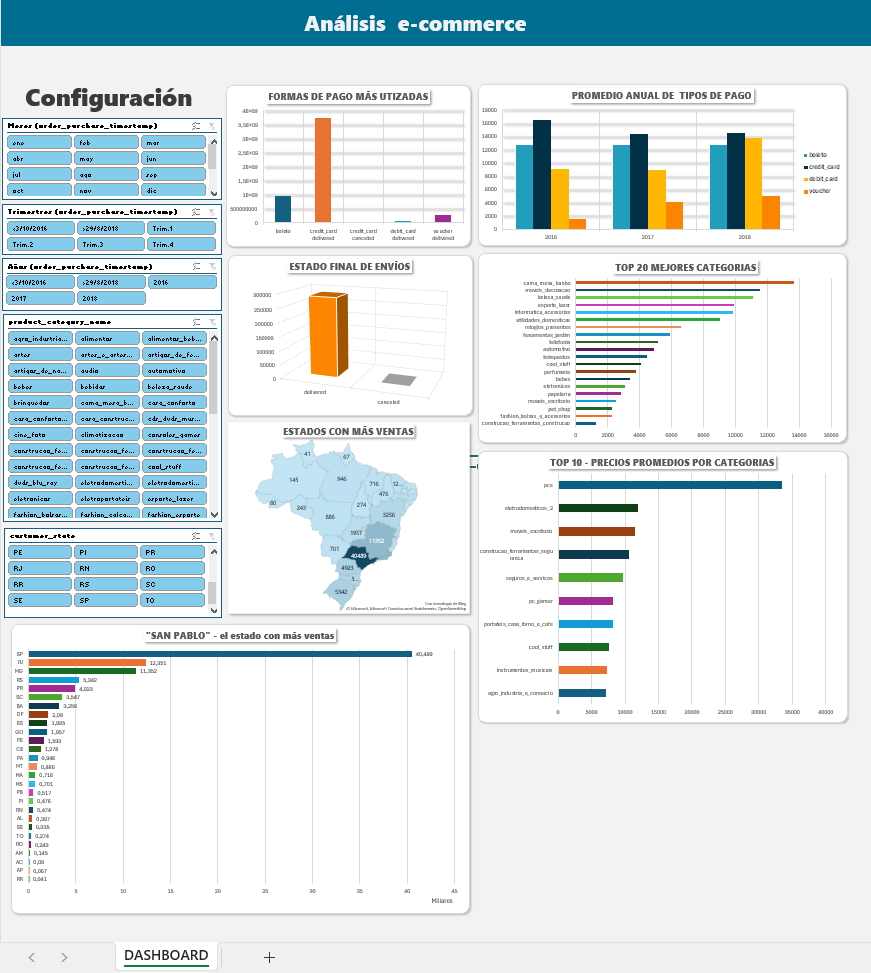 Análisis e-commerce
Configuración
Meses (order_purchase_timestamp)
ene feb mar
abr may jun
jul ago sep
oct nov dic
Trimestres (order_purchase_timestamp)
<3/10/2016 >29/8/2018 Trim.1
Trim.2 Trim.3 Trim.4
Años (order_purchase_timestamp)
<3/10/2016 >29/8/2018 2016
2017 2018
product_category_name
agro_industria... alimentos alimentos_beb...
artes artes_e_artes... artigos_de_fe...
artigos_de_na... audio automotivo
bebes bebidas beleza_saude
brinquedos cama_mesa_b... casa_conforto
casa_conforto... casa_construc... cds_dvds_mus...
cine_foto climatizacao consoles_games
construcao_fe... construcao_fe... construcao_fe...
construcao_fe... construcao_fe... cool_stuff
dvds_blu_ray eletrodomesti... eletrodomesti...
eletronicos eletroportateis esporte_lazer
fashion_bolsas... fashion_calca... fashion_esporte
customer_state
PE PI PR
RJ RN RO
RR RS SC
SE SP TO
FORMAS DE PAGO MÁS UTIZADAS
4E+09
3,5E+09
3E+09
2,5E+09
2E+09
1,5E+09
1E+09
500000000
0
boleto credit_card credit_card debit_card voucher
delivered canceled delivered delivered
PROMEDIO ANUAL DE TIPOS DE PAGO
18000
16000
14000
12000
10000
8000
6000
4000
2000
0
2016 2017 2018
boleto
credit_card
debit_card
voucher
ESTADO FINAL DE ENVÍOS
300000
250000
200000
150000
100000
50000
0
delivered
canceled
TOP 20 MEJORES CATEGORIAS
cama_mesa_banho
moveis_decoracao
beleza_saude
esporte_lazer
informatica_acessorios
utilidades_domesticas
relogios_presentes
ferramentas_jardim
telefonia
automotivo
brinquedos
cool_stuff
perfumaria
bebes
eletronicos
papelaria
moveis_escritorio
pet_shop
fashion_bolsas_e_acessorios
construcao_ferramentas_construcao
0 2000 4000 6000 8000 10000 12000 14000 16000
ESTADOS CON MÁS VENTAS
41
67
145
946
716
12...
476
80
243
274
3256
886
1957
11352
701
40489
4923
3...
5342
Con tecnología de Bing
© Microsoft, OpenStreetMap
TOP 10 - PRECIOS PROMEDIOS POR CATEGORIAS
pcs
eletrodomesticos_2
moveis_escritorio
construcao_ferramentas_segu
ranca
seguros_e_servicos
pc_gamer
portateis_casa_forno_e_cafe
cool_stuff
instrumentos_musicais
agro_industria_e_comercio
0 5000 10000 15000 20000 25000 30000 35000 40000
"SAN PABLO" - el estado con más ventas
SP 40,489
RJ 12,351
MG 11,352
RS 5,342
PR 4,923
SC 3,547
BA 3,256
DF 2,08
ES 1,995
GO 1,957
PE 1,593
CE 1,278
PA 0,946
MT 0,886
MA 0,716
MS 0,701
PB 0,517
PI 0,476
RN 0,474
AL 0,397
SE 0,335
TO 0,274
RO 0,243
AM 0,145
AC 0,08
AP 0,067
RR 0,041
0 5 10 15 20 25 30 35 40 45
Millares
DASHBOARD